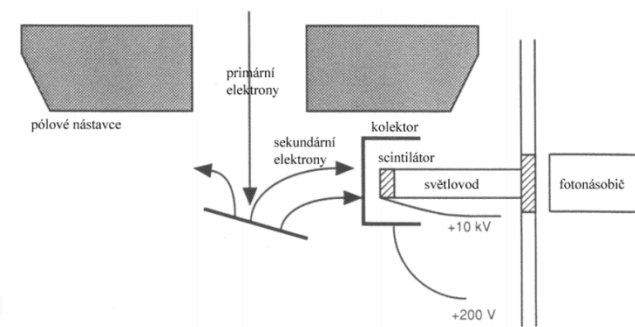 primární
elektrony
pólové nástavce
kolektor
sekundární
elektrony
scintilátor
světlovod
fotonásobič
+10 kV
+200 V